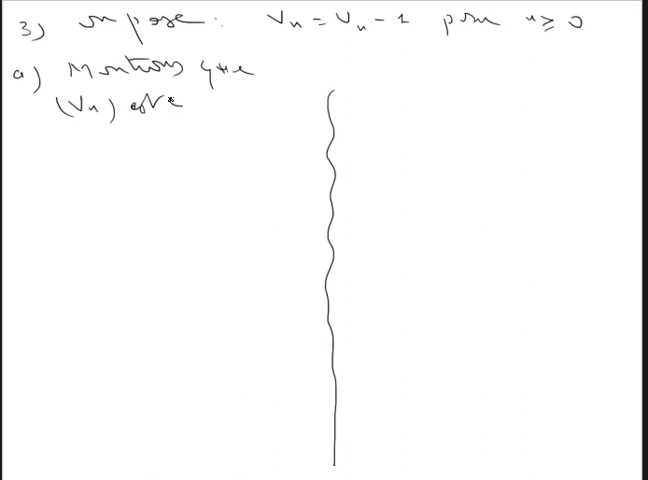 3) on pose : Vn = Un - 1 pour n ≥ 0
a) Montrons que
(Vn) est